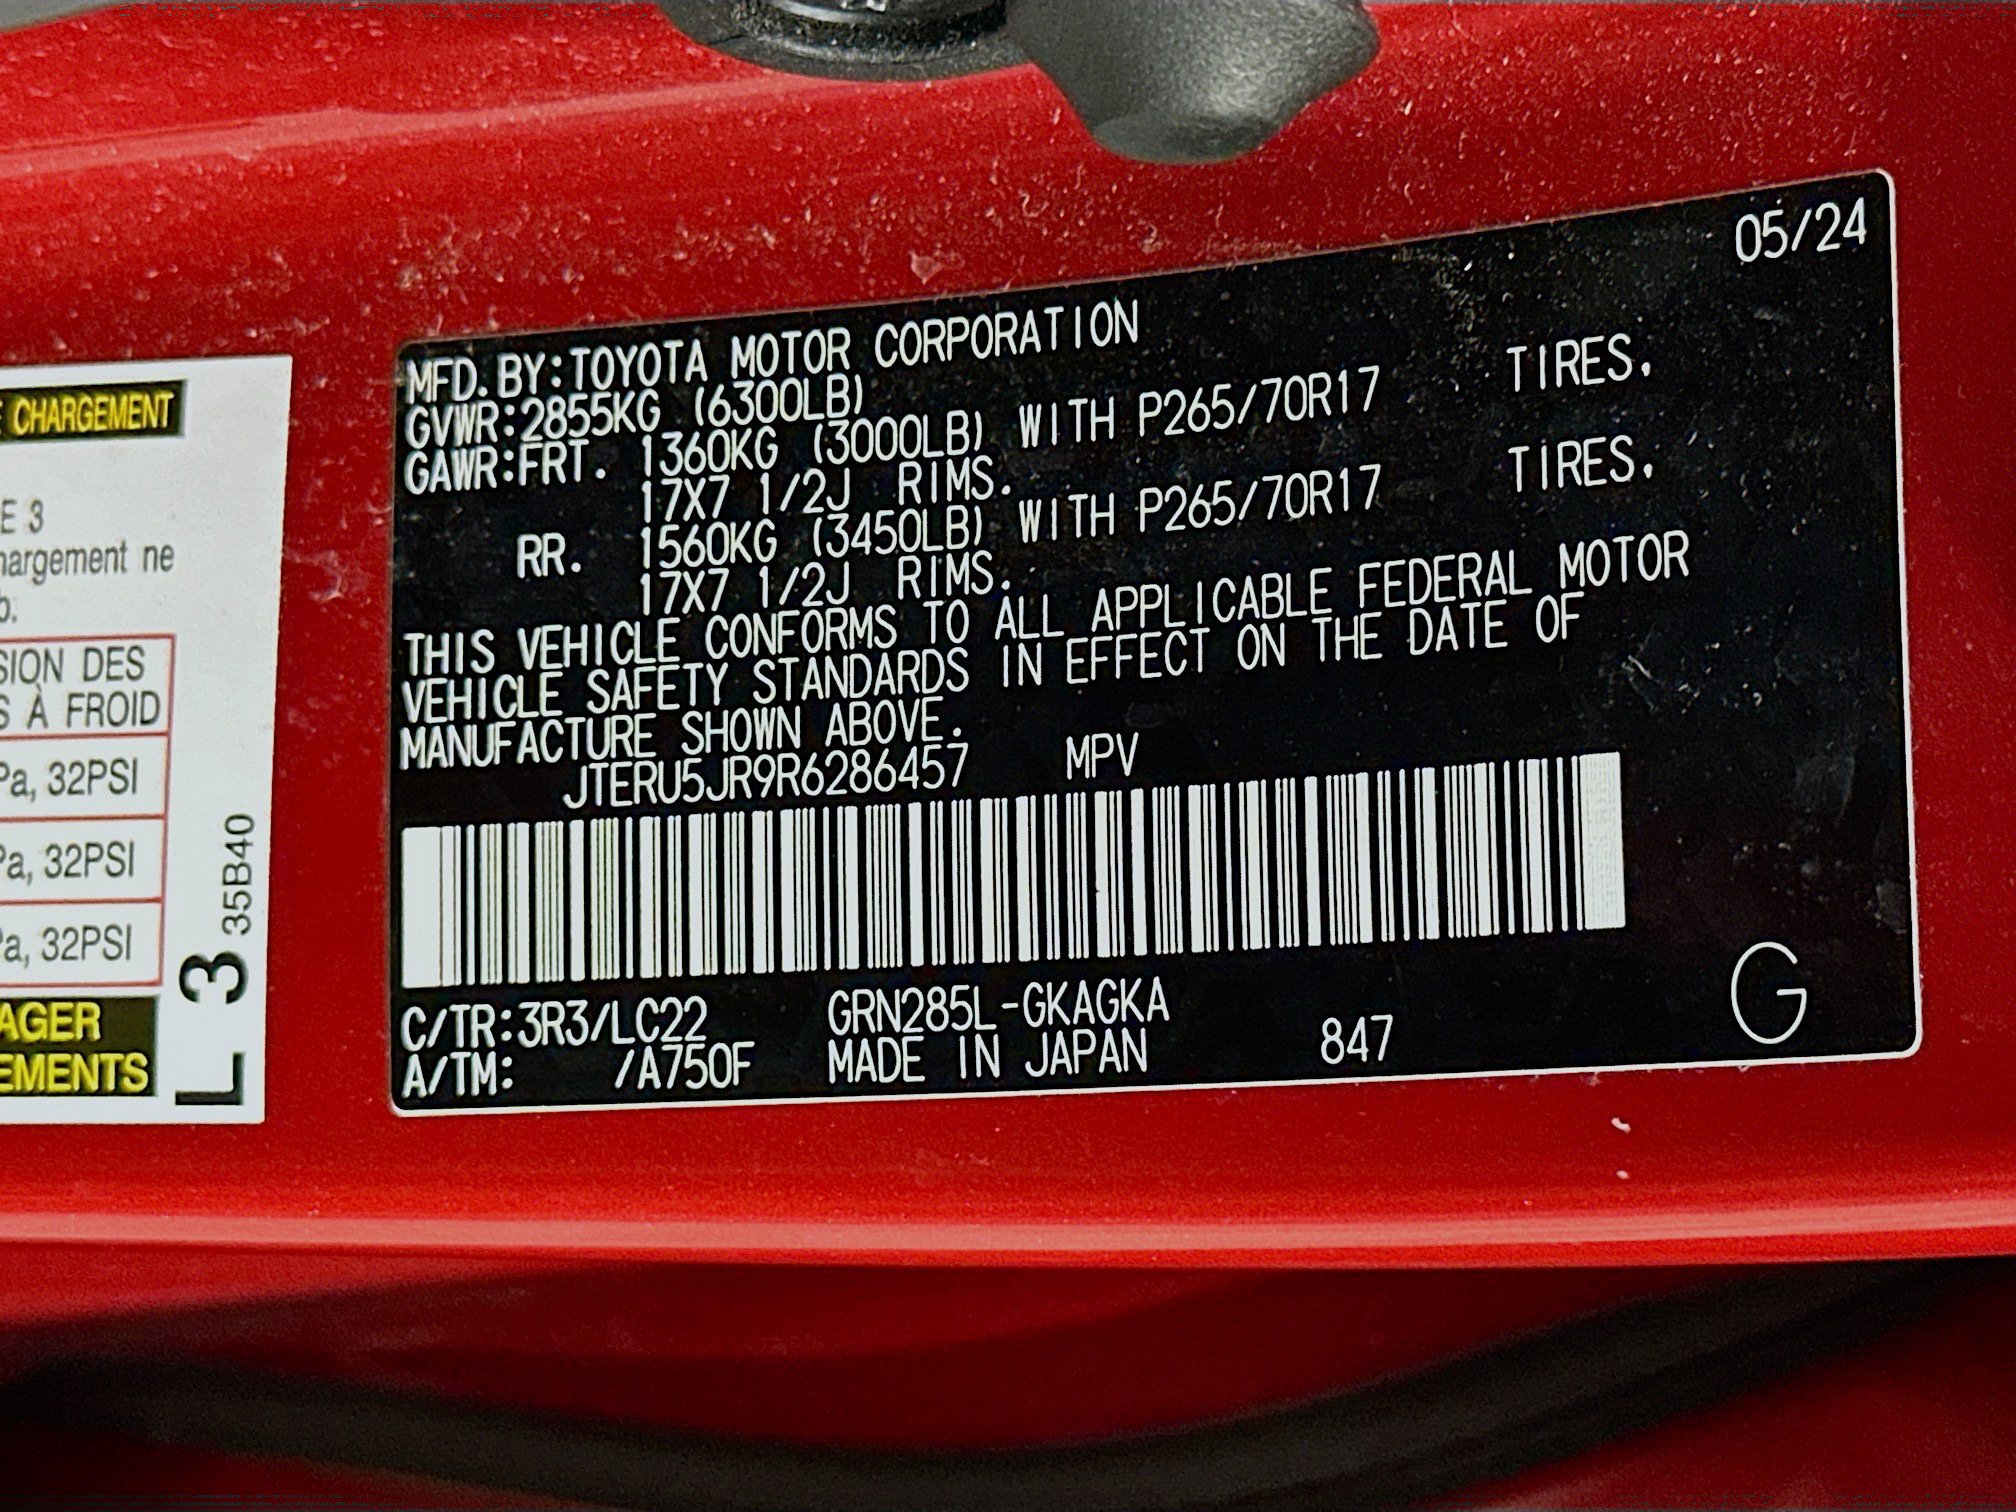 05/24
MFD.BY:TOYOTA MOTOR CORPORATION
GVWR:2855KG (6300LB)
GAWR:FRT. 1360KG (3000LB) WITH P265/70R17 TIRES.
17X7 1/2J RIMS.
RR. 1560KG (3450LB) WITH P265/70R17 TIRES.
17X7 1/2J RIMS.
THIS VEHICLE CONFORMS TO ALL APPLICABLE FEDERAL MOTOR
VEHICLE SAFETY STANDARDS IN EFFECT ON THE DATE OF
MANUFACTURE SHOWN ABOVE.
JTERU5JR9R6286457 MPV
C/TR:3R3/LC22 GRN285L-GKAGKA
A/TM: /A750F MADE IN JAPAN 847
G
CHARGEMENT
E 3
hargement ne
b.
SION DES
S À FROID
Pa, 32PSI
Pa, 32PSI
Pa, 32PSI
AGER
EMENTS
L 3 35B40